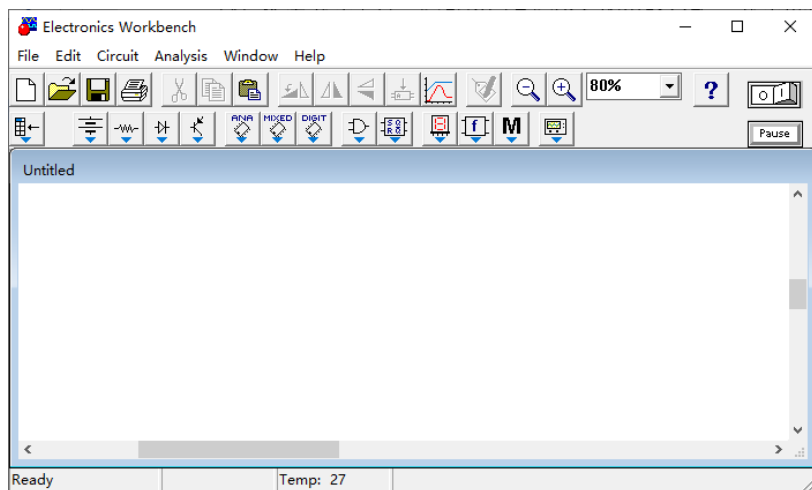 Electronics Workbench
File Edit Circuit Analysis Window Help
80% ? O I
ANA MIXED DIGIT f M Pause
Untitled
Ready Temp: 27